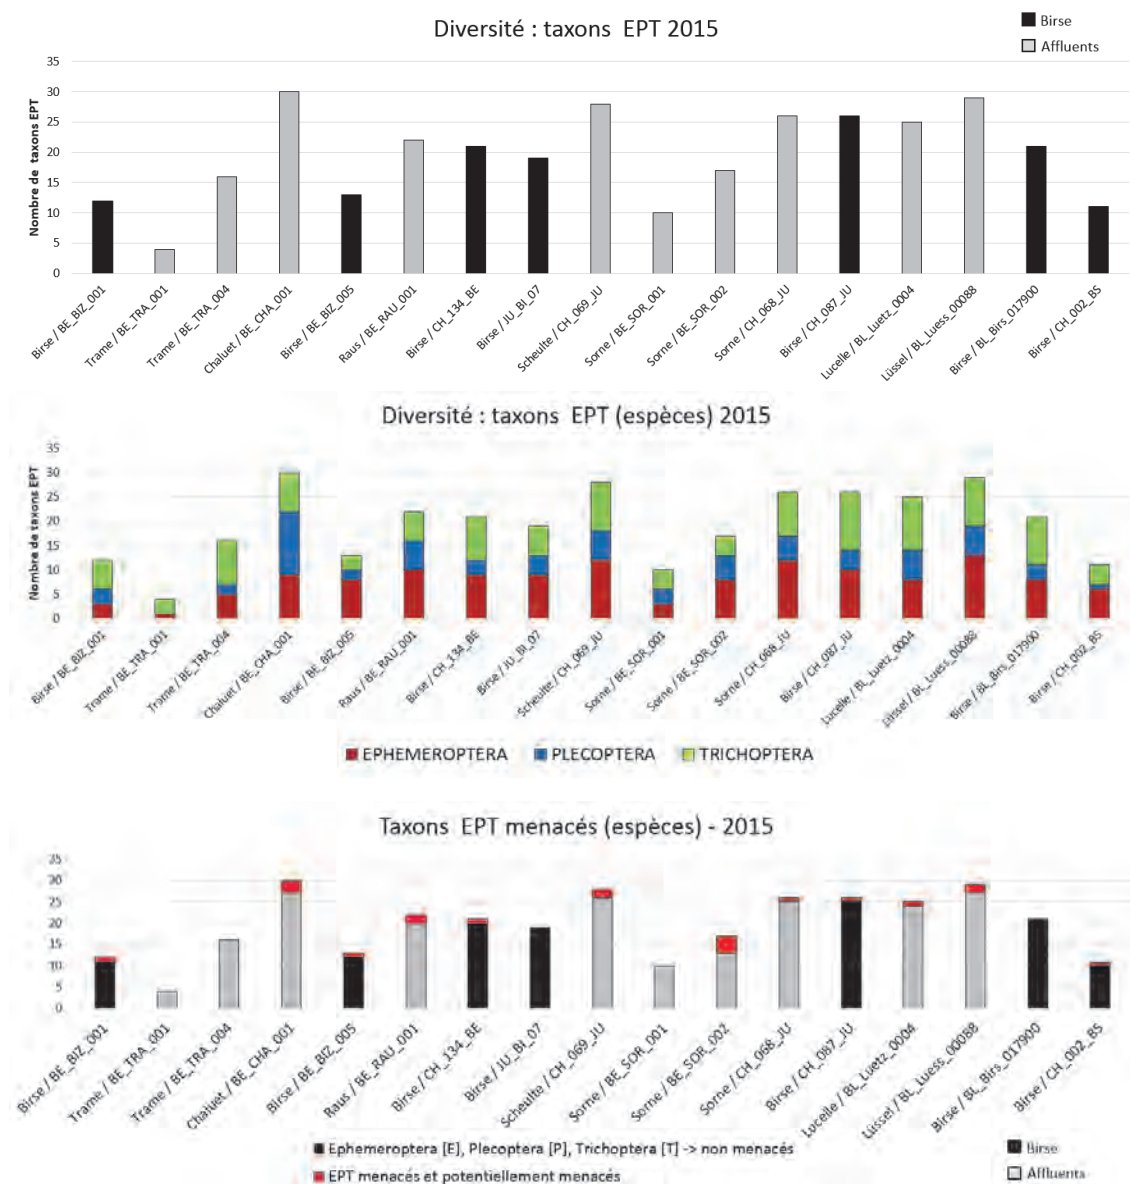 Diversité : taxons EPT 2015
Birse
Affluents
Nombre de taxons EPT
35
30
25
20
15
10
5
0
Birse / BE_BIZ_001
Trame / BE_TRA_001
Trame / BE_TRA_004
Chaluet / BE_CHA_001
Birse / BE_BIZ_005
Raus / BE_RAU_001
Birse / CH_134_BE
Birse / JU_BI_07
Scheulte / CH_069_JU
Sorne / BE_SOR_001
Sorne / BE_SOR_002
Sorne / CH_068_JU
Birse / CH_087_JU
Lucelle / BL_Luetz_0004
Lüssel / BL_Luess_00088
Birse / BL_Birs_017900
Birse / CH_002_BS
Diversité : taxons EPT (espèces) 2015
Nombre de taxons EPT
35
30
25
20
15
10
5
0
Birse / BE_BIZ_001
Trame / BE_TRA_001
Trame / BE_TRA_004
Chaluet / BE_CHA_001
Birse / BE_BIZ_005
Raus / BE_RAU_001
Birse / CH_134_BE
Birse / JU_BI_07
Scheulte / CH_069_JU
Sorne / BE_SOR_001
Sorne / BE_SOR_002
Sorne / CH_068_JU
Birse / CH_087_JU
Lucelle / BL_Luetz_0004
Lüssel / BL_Luess_00088
Birse / BL_Birs_017900
Birse / CH_002_BS
EPHEMEROPTERA PLECOPTERA TRICHOPTERA
Taxons EPT menacés (espèces) - 2015
35
30
25
20
15
10
5
0
Birse / BE_BIZ_001
Trame / BE_TRA_001
Trame / BE_TRA_004
Chaluet / BE_CHA_001
Birse / BE_BIZ_005
Raus / BE_RAU_001
Birse / CH_134_BE
Birse / JU_BI_07
Scheulte / CH_069_JU
Sorne / BE_SOR_001
Sorne / BE_SOR_002
Sorne / CH_068_JU
Birse / CH_087_JU
Lucelle / BL_Luetz_0004
Lüssel / BL_Luess_00088
Birse / BL_Birs_017900
Birse / CH_002_BS
Ephemeroptera [E], Plecoptera [P], Trichoptera [T] -> non menacés
EPT menacés et potentiellement menacés
Birse
Affluents